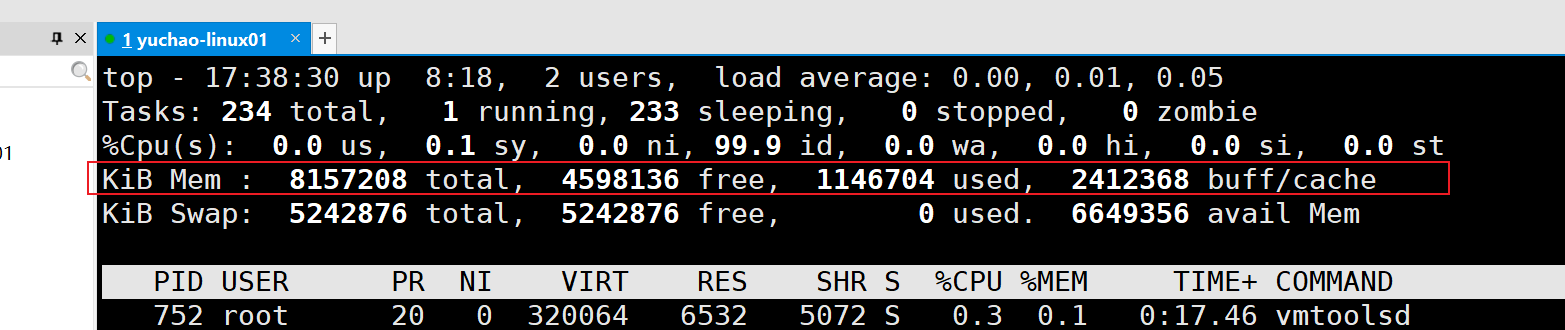 1 yuchao-linux01 × +
top - 17:38:30 up  8:18,  2 users,  load average: 0.00, 0.01, 0.05
Tasks: 234 total,   1 running, 233 sleeping,   0 stopped,   0 zombie
%Cpu(s):  0.0 us,  0.1 sy,  0.0 ni, 99.9 id,  0.0 wa,  0.0 hi,  0.0 si,  0.0 st
01
KiB Mem :  8157208 total,  4598136 free,  1146704 used,  2412368 buff/cache
KiB Swap:  5242876 total,  5242876 free,        0 used.  6649356 avail Mem
PID USER      PR  NI    VIRT    RES    SHR S  %CPU %MEM     TIME+ COMMAND
752 root      20   0  320064   6532   5072 S   0.3  0.1   0:17.46 vmtoolsd